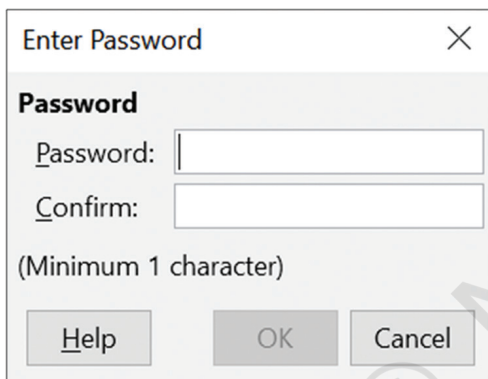 Enter Password
Password
Password:
Confirm:
(Minimum 1 character)
Help OK Cancel